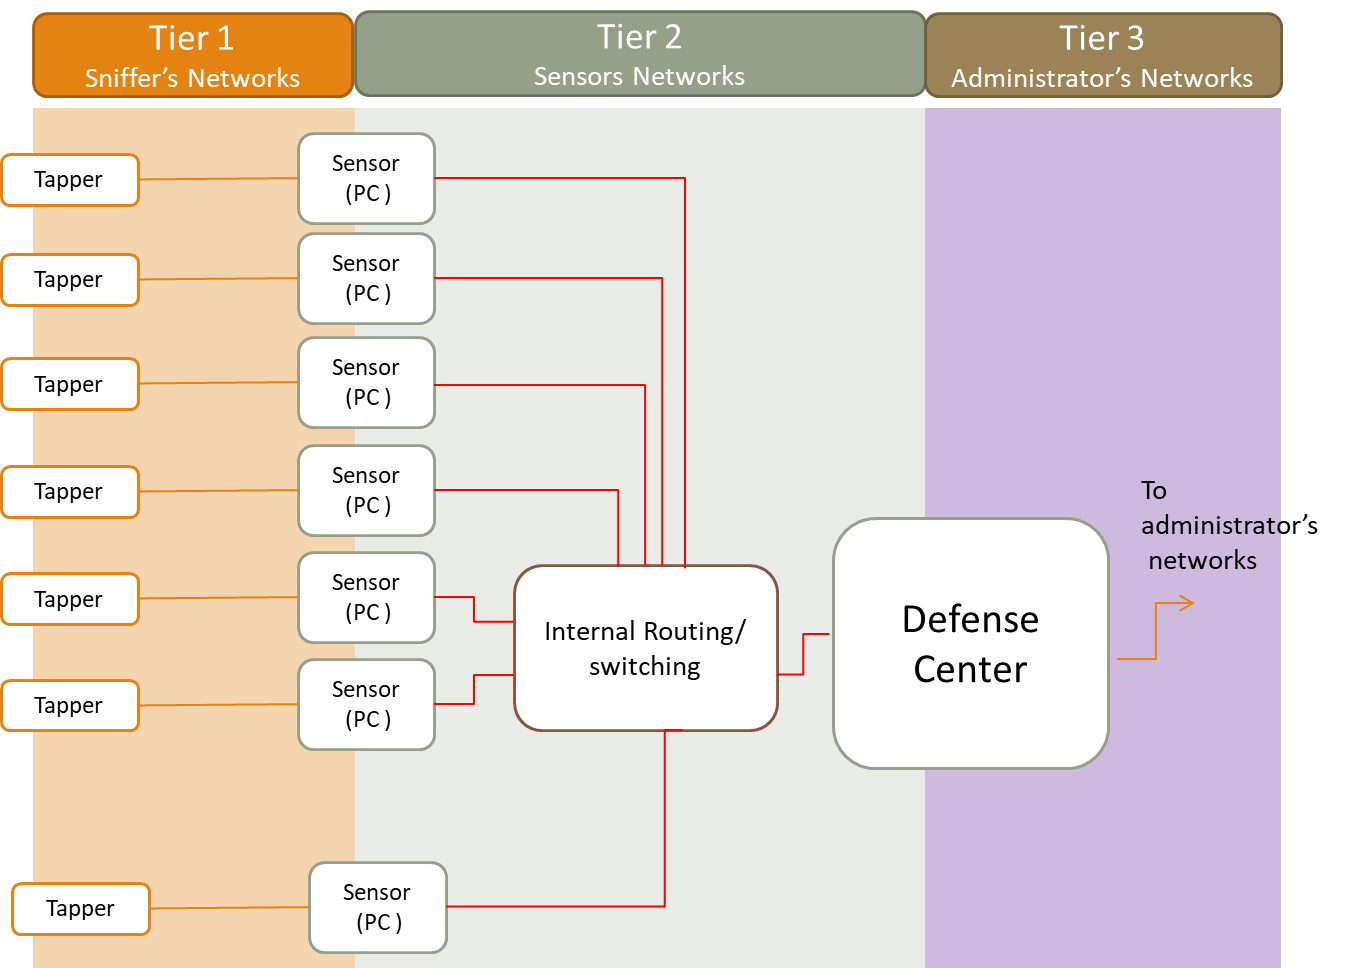 Tier 1
Sniffer’s Networks
Tier 2
Sensors Networks
Tier 3
Administrator’s Networks
Tapper
Sensor
(PC )
Tapper
Sensor
(PC )
Tapper
Sensor
(PC )
Tapper
Sensor
(PC )
Tapper
Sensor
(PC )
Tapper
Sensor
(PC )
Tapper
Sensor
(PC )
Internal Routing/
switching
Defense
Center
To
administrator’s
networks